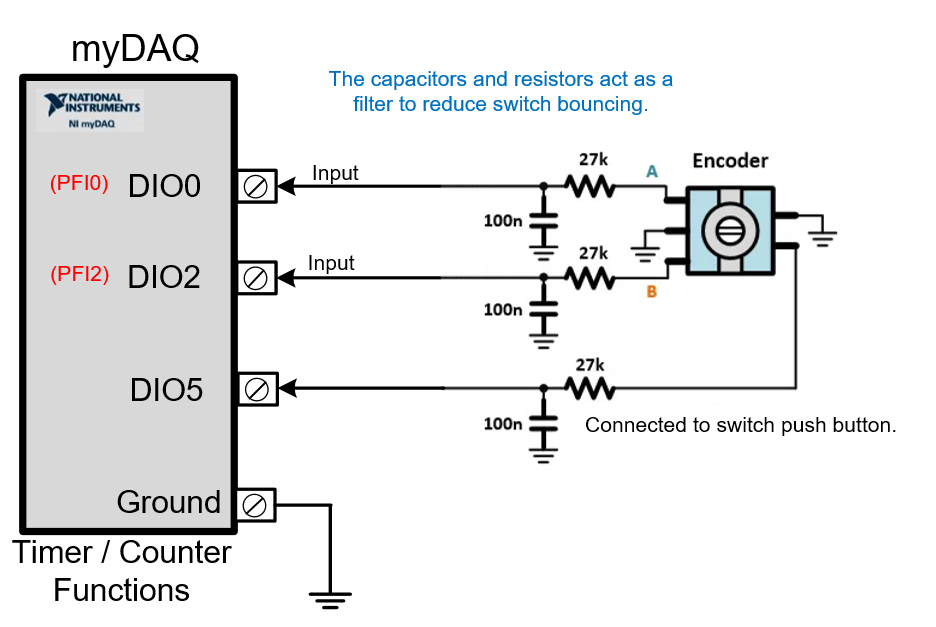 myDAQ
The capacitors and resistors act as a
filter to reduce switch bouncing.
NATIONAL
INSTRUMENTS
NI myDAQ
27k
Encoder
(PFI0) DIO0
Input
A
100n
(PFI2) DIO2
Input
27k
B
100n
27k
DIO5
100n
Connected to switch push button.
Ground
Timer / Counter
Functions